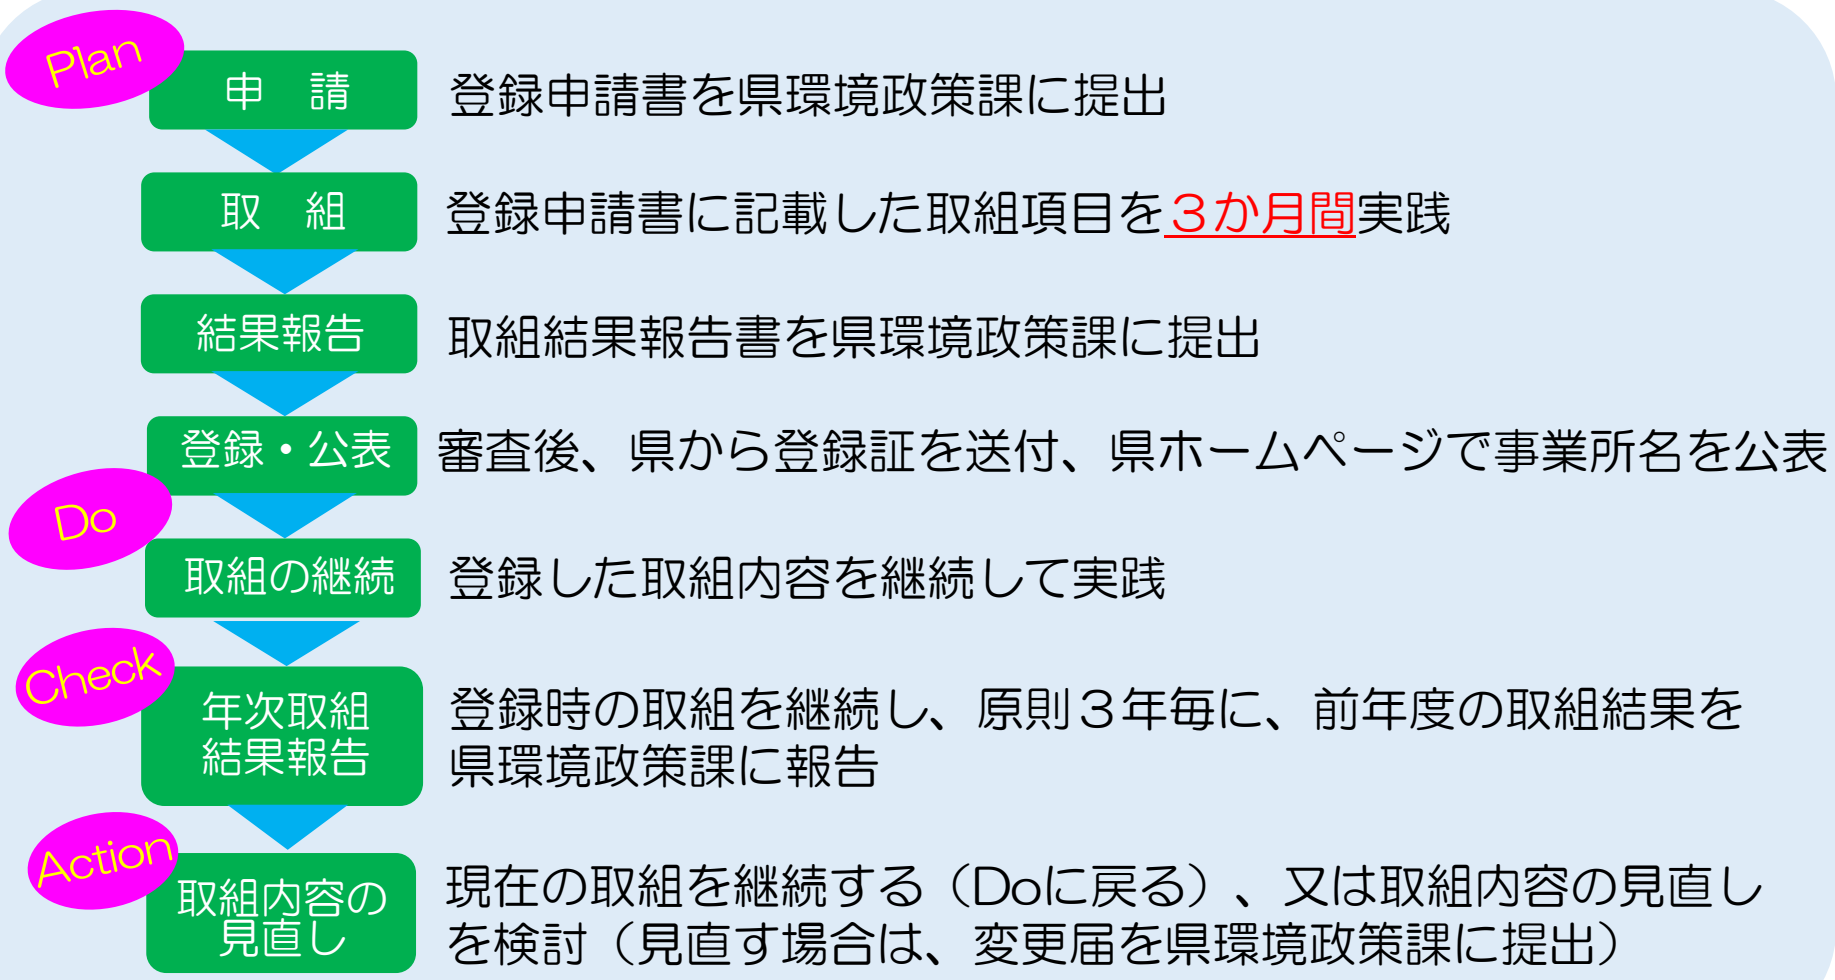 Plan
申　請
登録申請書を県環境政策課に提出
取　組
登録申請書に記載した取組項目を３か月間実践
結果報告
取組結果報告書を県環境政策課に提出
登録・公表
審査後、県から登録証を送付、県ホームページで事業所名を公表
Do
取組の継続
登録した取組内容を継続して実践
Check
年次取組
結果報告
登録時の取組を継続し、原則３年毎に、前年度の取組結果を
県環境政策課に報告
Action
取組内容の
見直し
現在の取組を継続する（Doに戻る）、又は取組内容の見直し
を検討（見直す場合は、変更届を県環境政策課に提出）